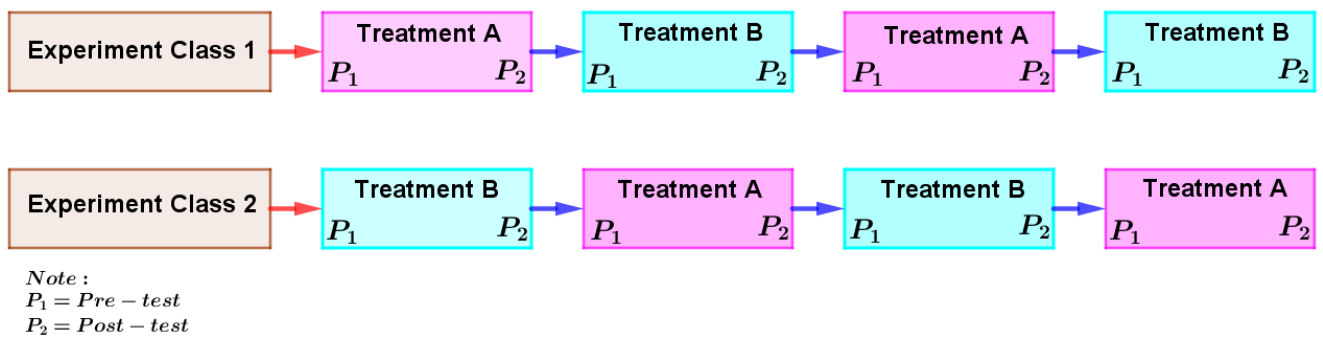 Experiment Class 1
Treatment A
P₁ P₂
Treatment B
P₁ P₂
Treatment A
P₁ P₂
Treatment B
P₁ P₂
Experiment Class 2
Treatment B
P₁ P₂
Treatment A
P₁ P₂
Treatment B
P₁ P₂
Treatment A
P₁ P₂
Note :
P₁ = Pre – test
P₂ = Post – test